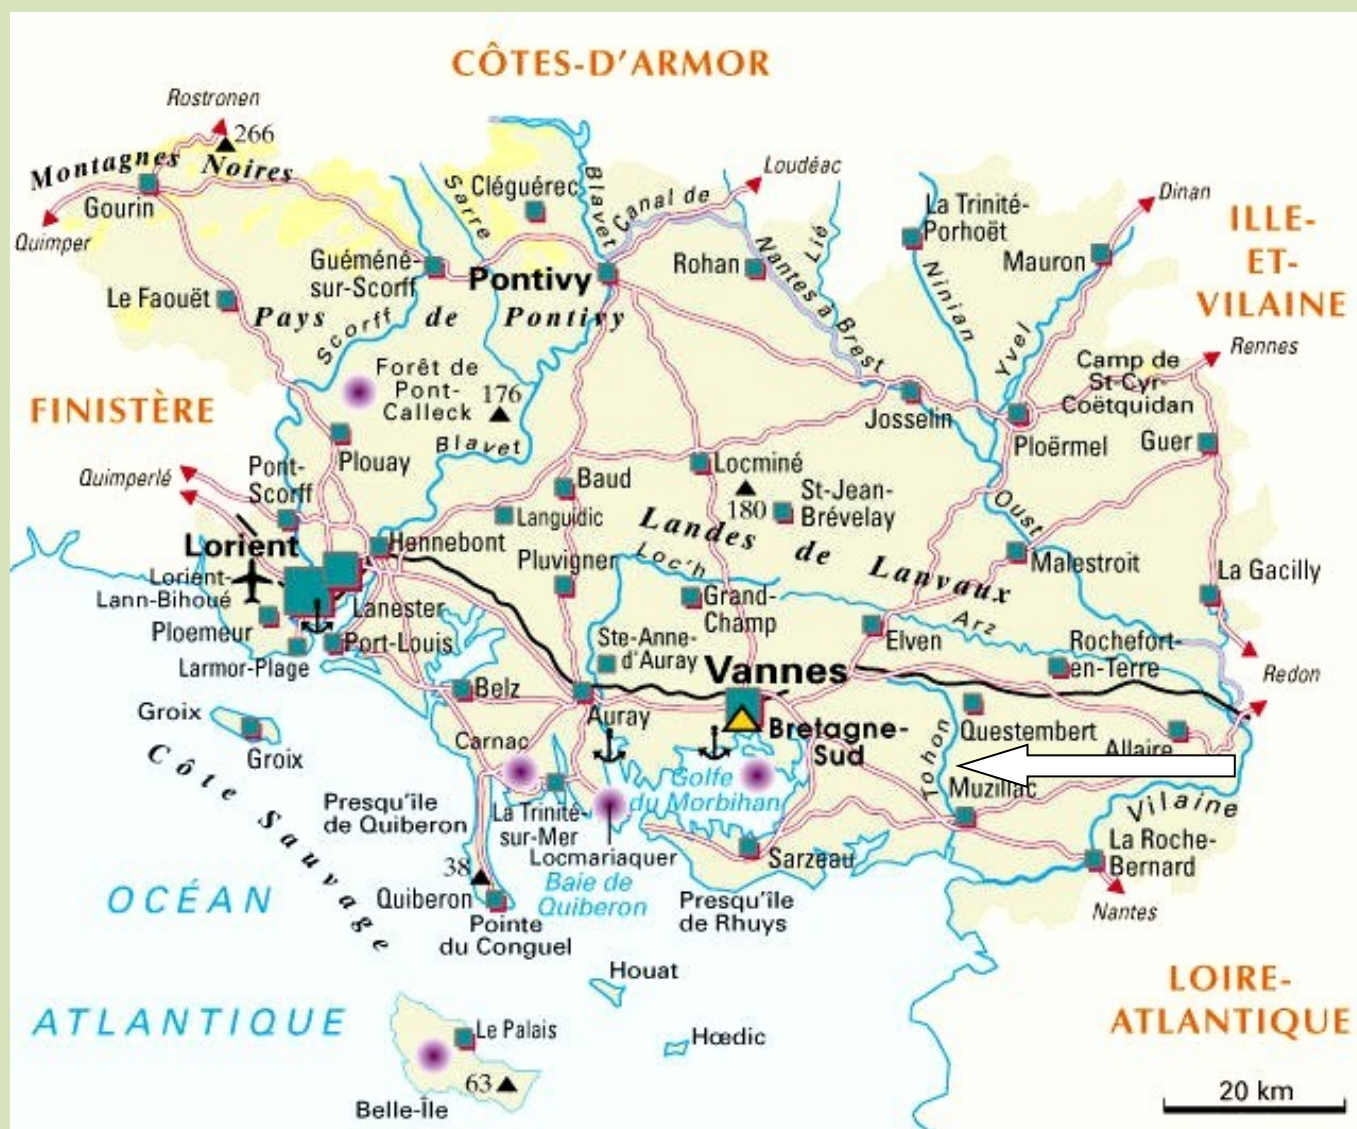 CÔTES-D'ARMOR
Rostronen
266
Montagnes Noires
Gourin
Quimper
Cléguérec
Sarre
Blavet
Canal de
Nantes à Brest
Loudéac
Lié
La Trinité-
Porhoët
Dinan
ILLE-
ET-
VILAINE
Mauron
Rohan
Guéméné-
sur-Scorff
Pontivy
Le Faouët
Pays de Pontivy
Scorff
Ninian
Yvel
Rennes
Camp de
St-Cyr-
Coëtquidan
Forêt de
Pont-
Calleck
176
FINISTÈRE
Josselin
Ploërmel
Guer
Blavet
Plouay
Quimperlé
Pont-
Scorff
Baud
Locminé
180
St-Jean-
Brévelay
Languidic
Landes de Lanvaux
Oust
Lorient
Hennebont
Pluvigner
Loc'h
Malestroit
La Gacilly
Lorient-
Lann-Bihoué
Lanester
Grand-
Champ
Arz
Ploemeur
Port-Louis
Ste-Anne-
d'Auray
Elven
Rochefort-
en-Terre
Larmor-Plage
Vannes
Redon
Belz
Auray
Groix
Groix
Carnac
Bretagne-
Sud
Tohon
Questembert
Allaire
Côte Sauvage
Golfe
du Morbihan
Muzillac
Vilaine
Presqu'île
de Quiberon
La Trinité-
sur-Mer
Locmariaquer
Sarzeau
La Roche-
Bernard
38
Quiberon
Baie de
Quiberon
Presqu'île
de Rhuys
Nantes
OCÉAN
Pointe
du Conguel
Houat
LOIRE-
ATLANTIQUE
ATLANTIQUE
Le Palais
Hœdic
63
Belle-Île
20 km